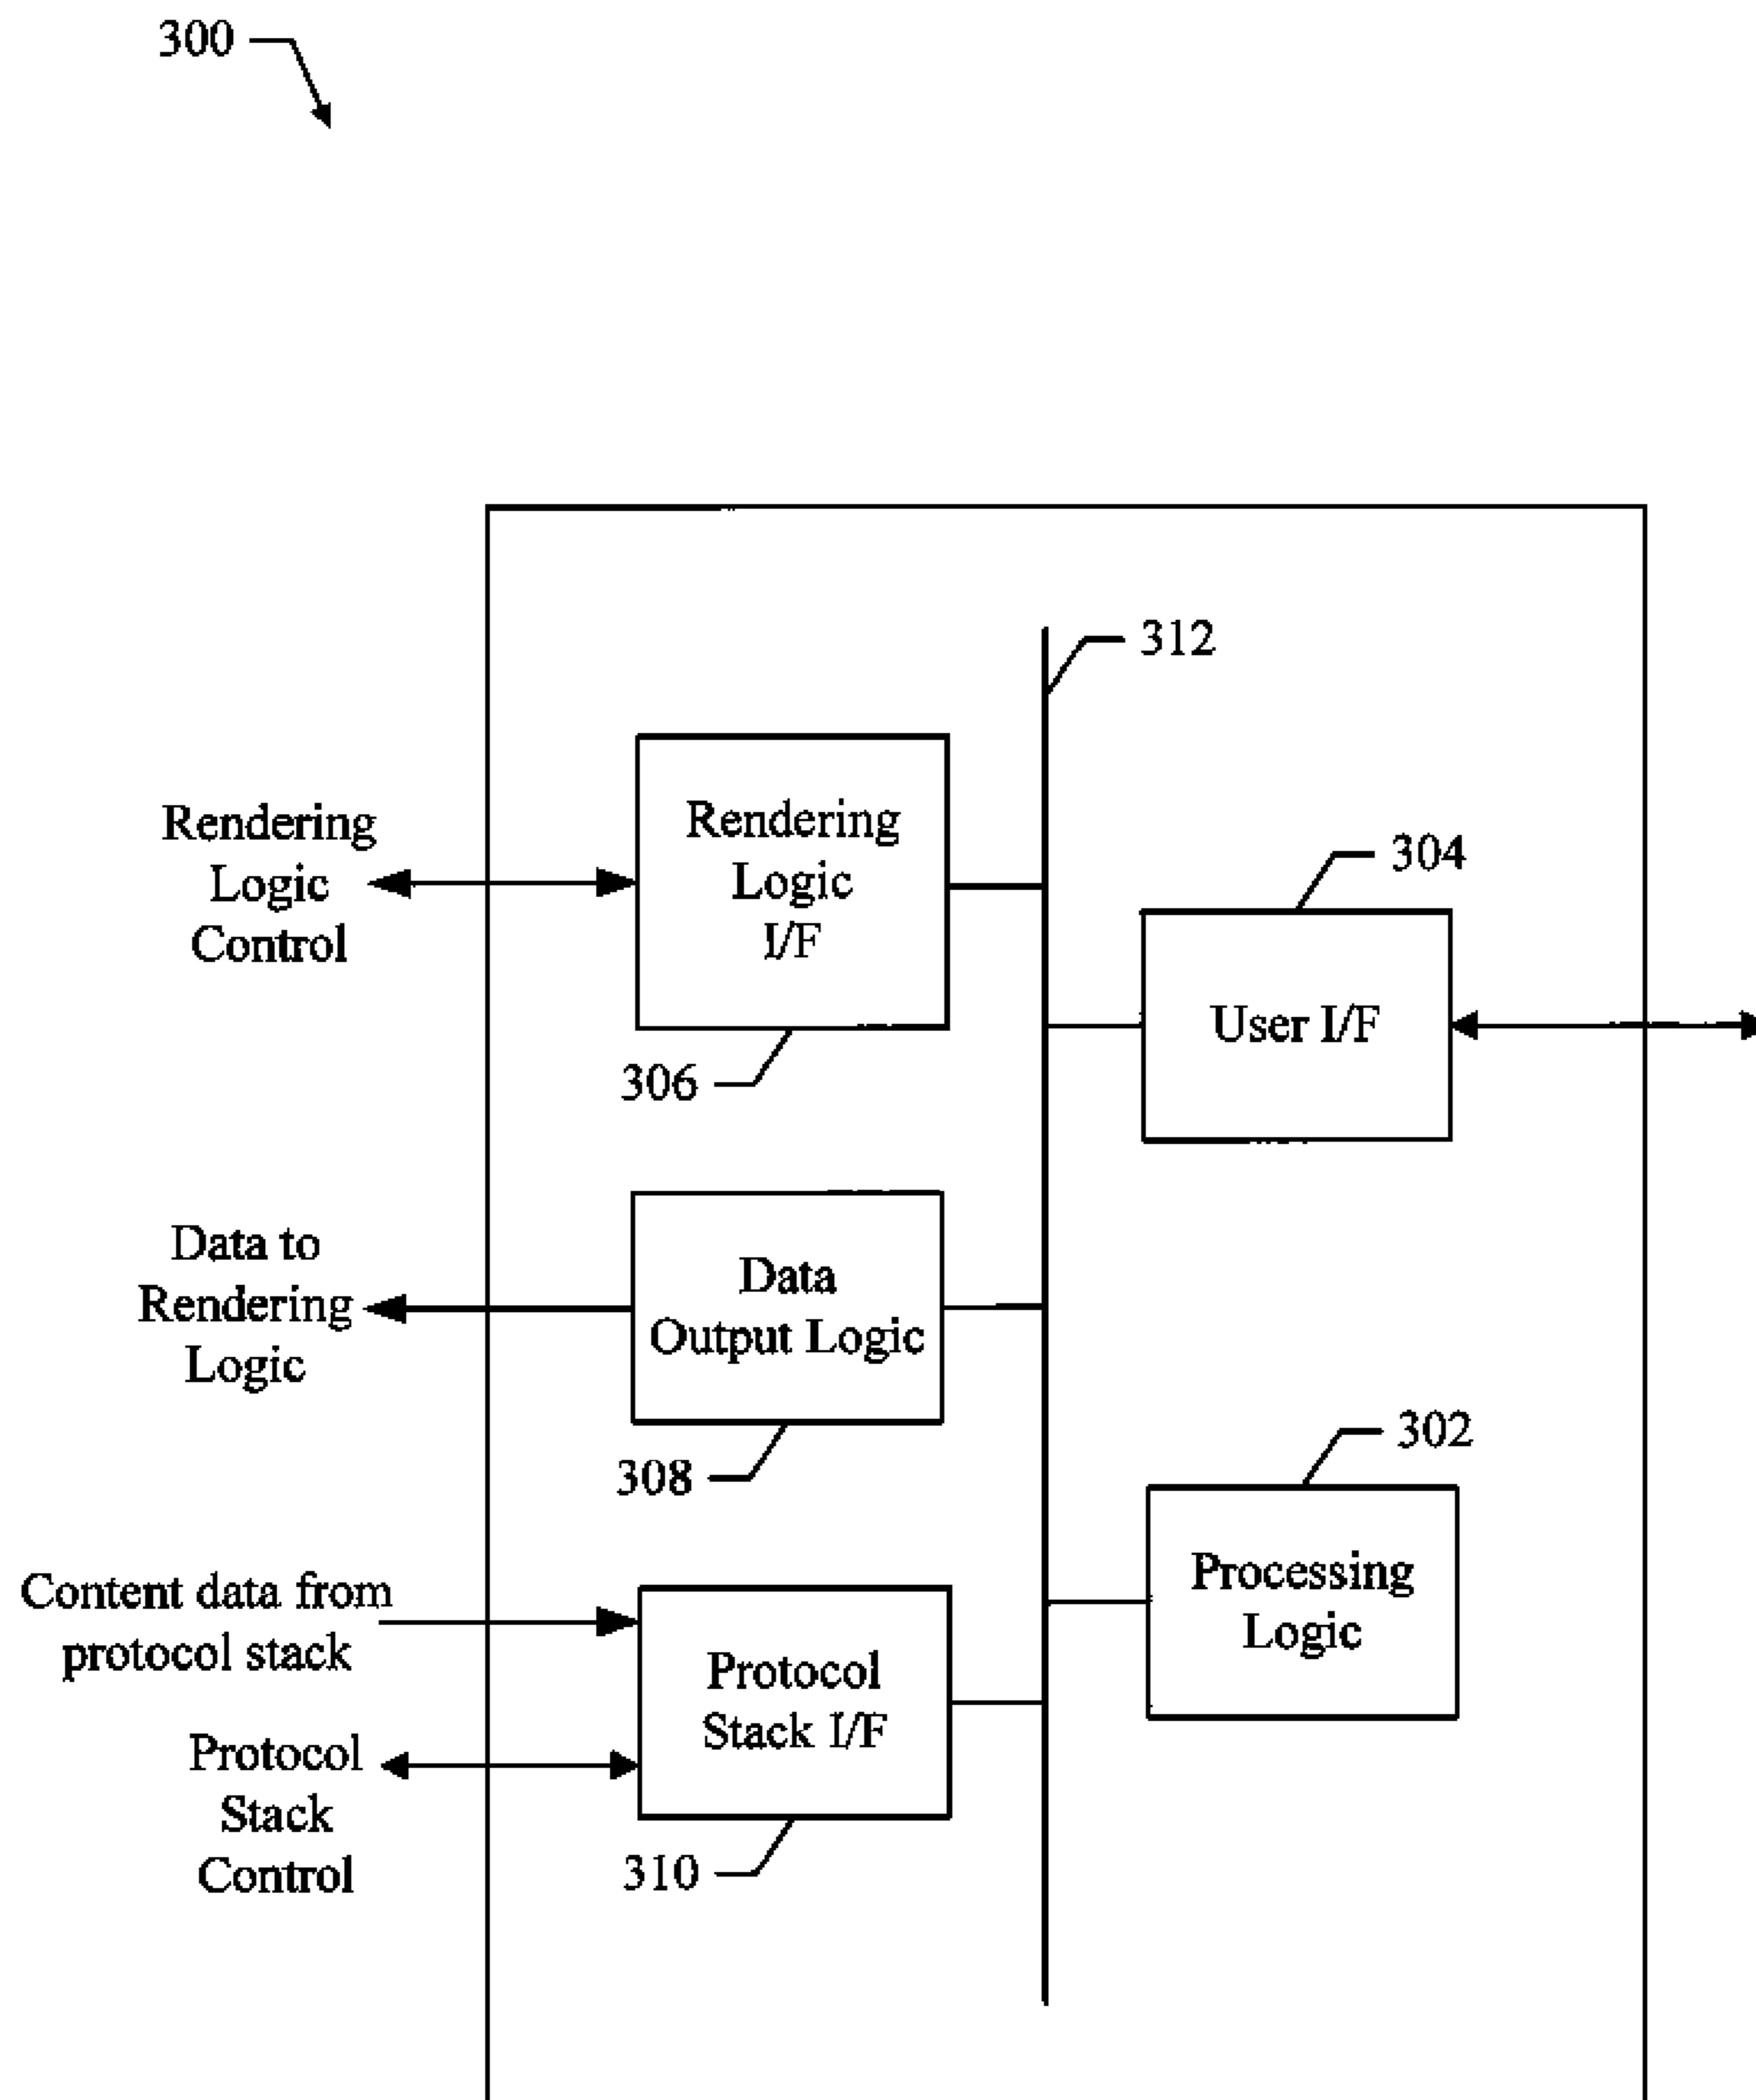 300
312
Rendering
Logic
Control
Rendering
Logic
I/F
306
304
User I/F
Data to
Rendering
Logic
Data
Output Logic
308
302
Processing
Logic
Content data from
protocol stack
Protocol
Stack I/F
Protocol
Stack
Control
310